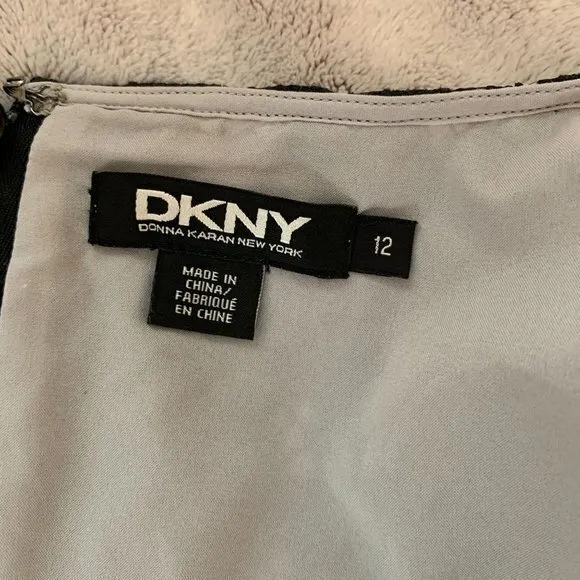 DKNY
DONNA KARAN NEW YORK
12
MADE IN
CHINA/
FABRIQUÉ
EN CHINE